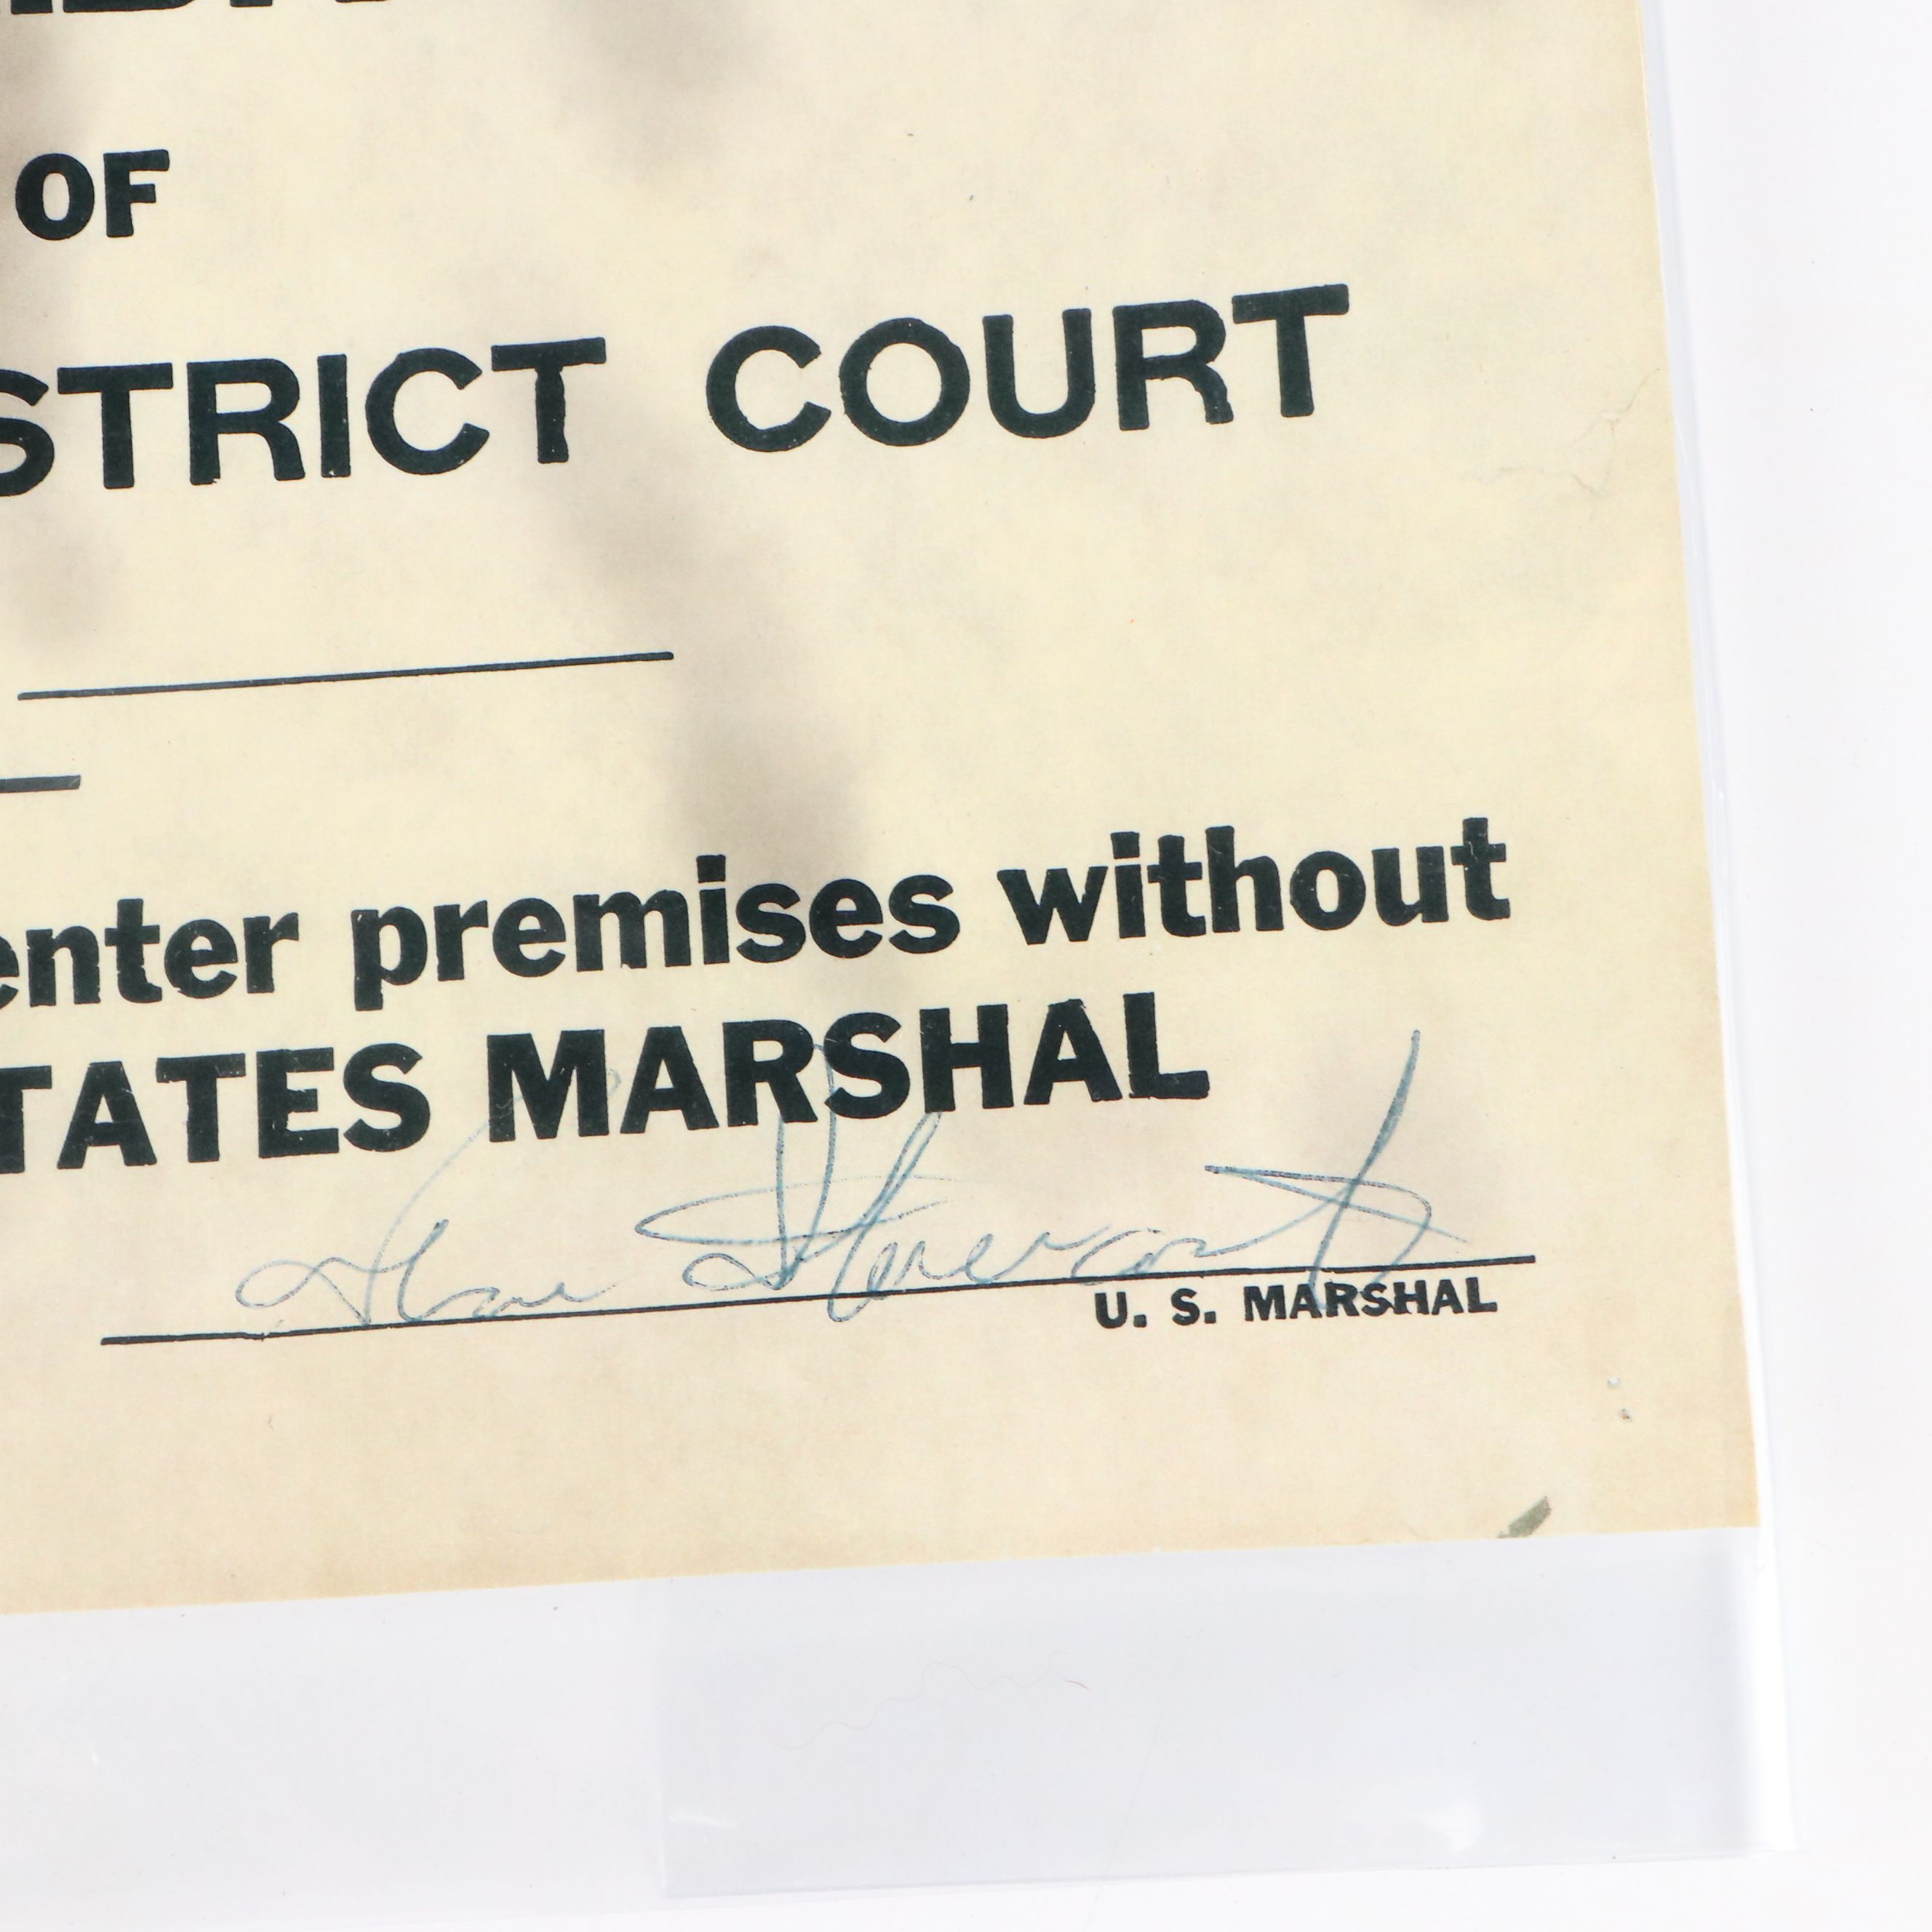 OF
STRICT COURT
enter premises without
TATES MARSHAL
U. S. MARSHAL